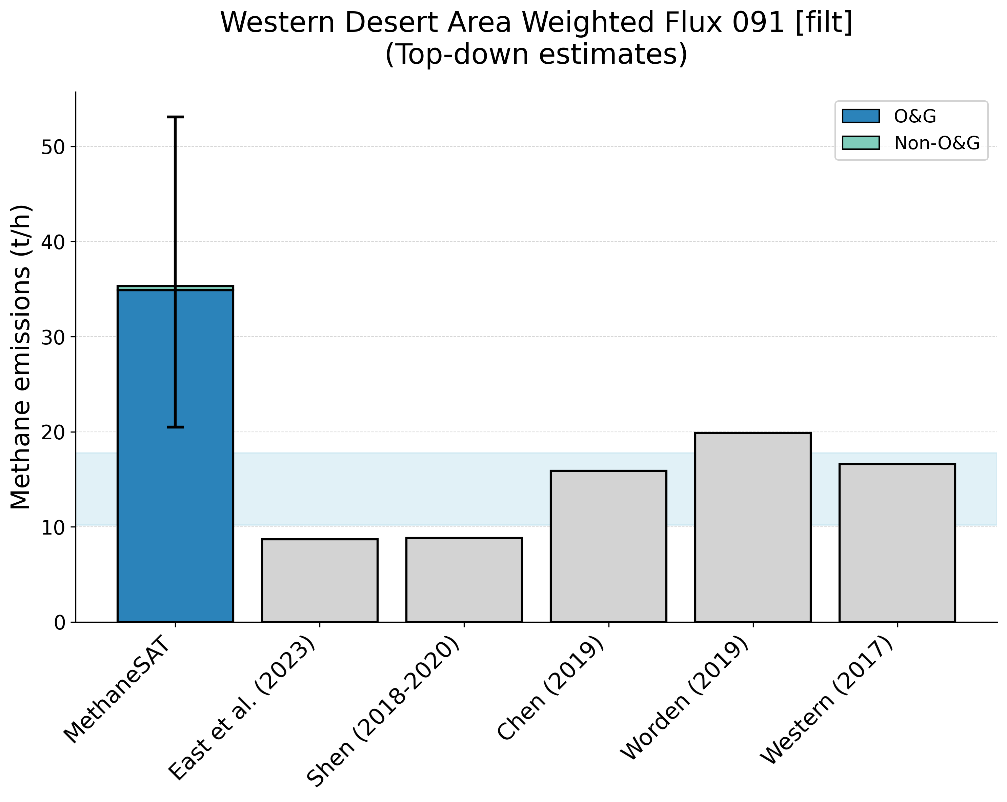 Western Desert Area Weighted Flux 091 [filt]
(Top-down estimates)
O&G
Non-O&G
Methane emissions (t/h)
50
40
30
20
10
0
MethaneSAT
East et al. (2023)
Shen (2018-2020)
Chen (2019)
Worden (2019)
Western (2017)